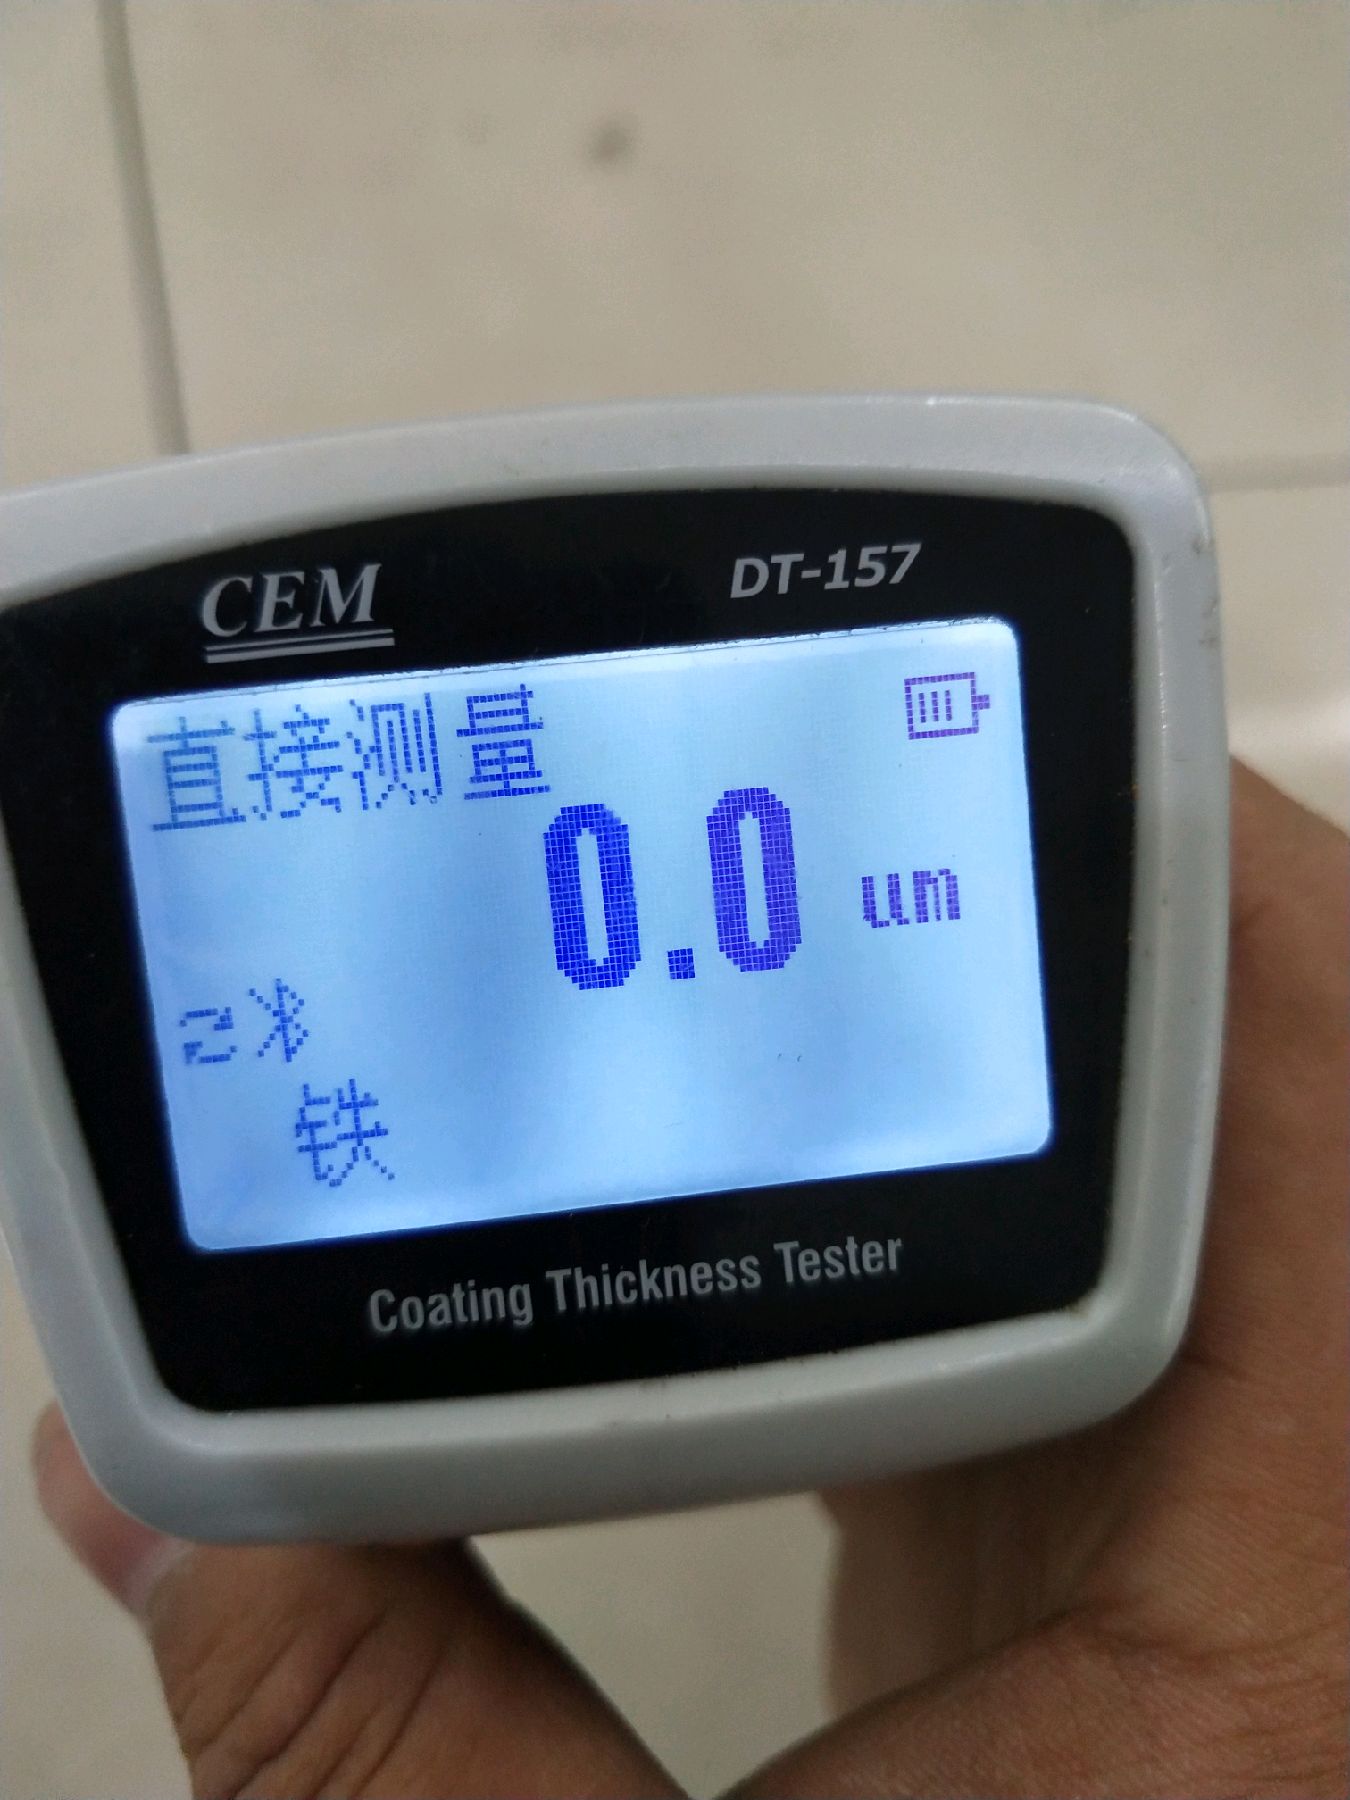 CEM
DT-157
直接测量
0.0 um
铁
Coating Thickness Tester